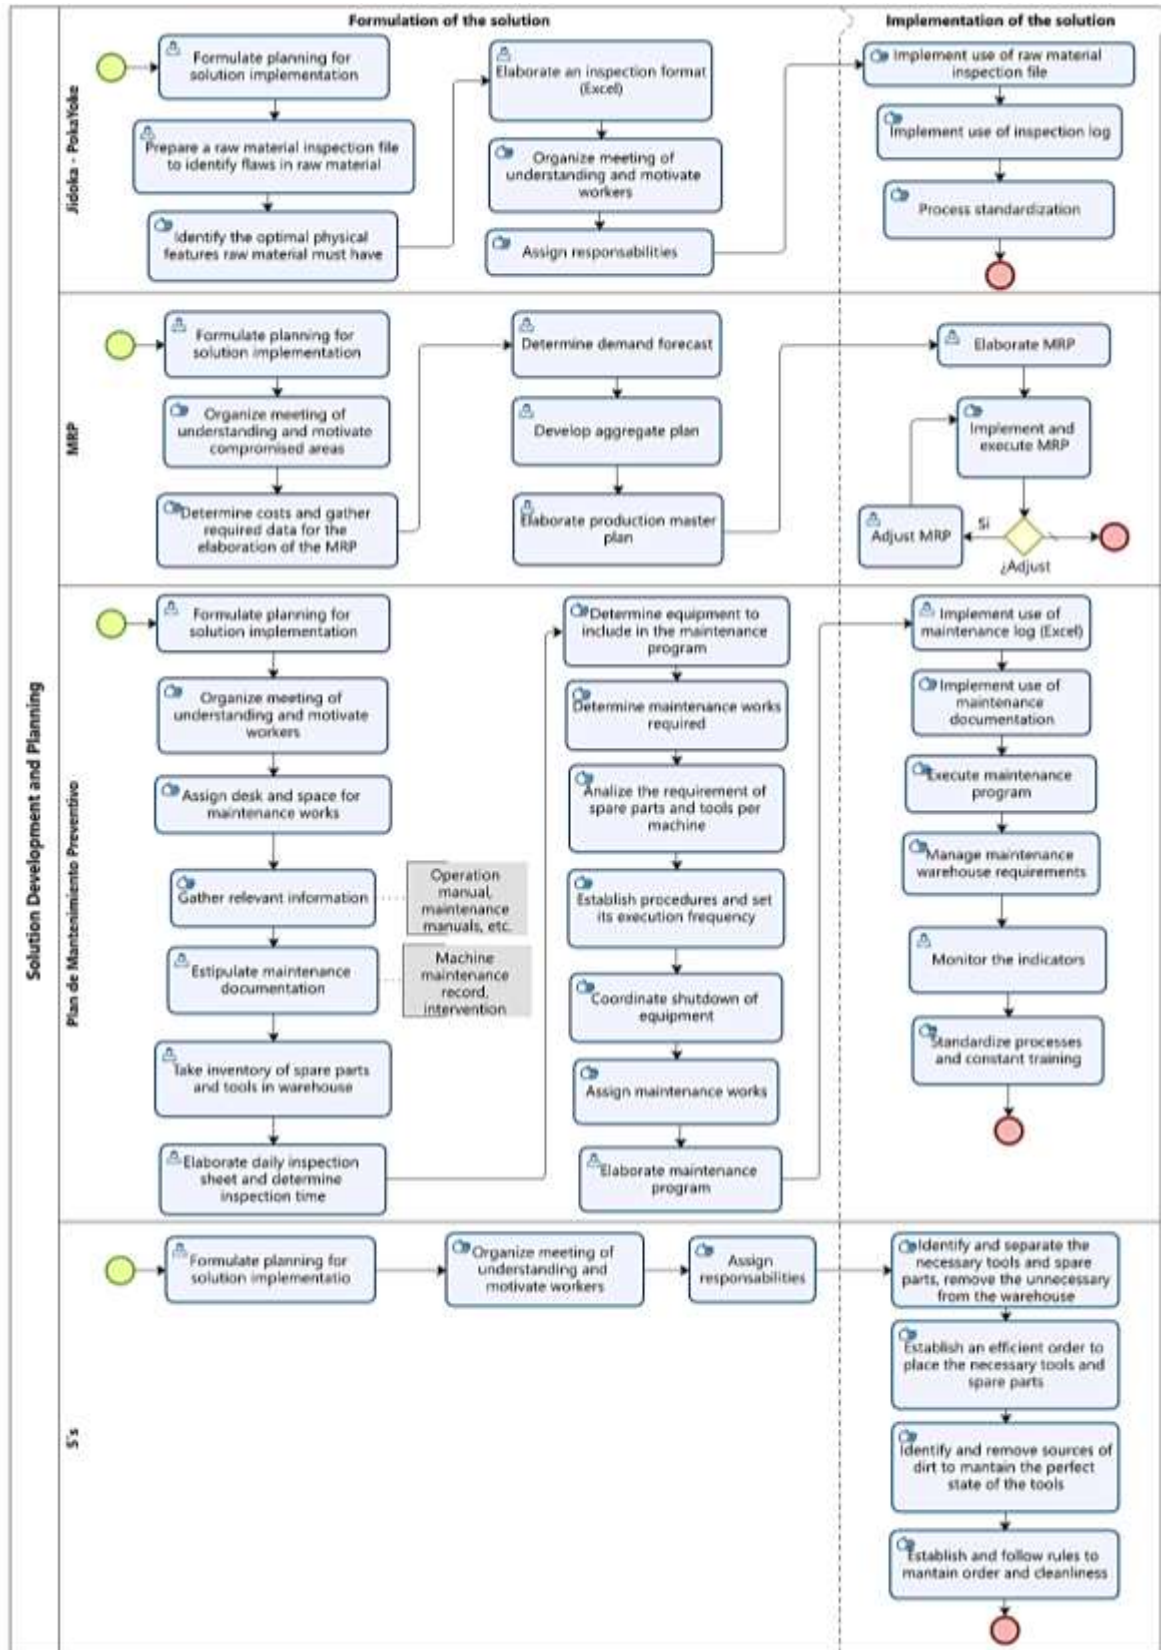 Formulation of the solution
Implementation of the solution
Solution Development and Planning
Jidoka - PokaYoke
Formulate planning for
solution implementation
Prepare a raw material inspection file
to identify flaws in raw material
Identify the optimal physical
features raw material must have
Elaborate an inspection format
(Excel)
Organize meeting of
understanding and motivate
workers
Assign responsabilities
Implement use of raw material
inspection file
Implement use of inspection log
Process standardization
MRP
Formulate planning for
solution implementation
Organize meeting of
understanding and motivate
compromised areas
Determine costs and gather
required data for the
elaboration of the MRP
Determine demand forecast
Develop aggregate plan
Elaborate production master
plan
Elaborate MRP
Implement and
execute MRP
Adjust MRP
Si
¿Adjust
Plan de Mantenimiento Preventivo
Formulate planning for
solution implementation
Organize meeting of
understanding and motivate
workers
Assign desk and space for
maintenance works
Gather relevant information
Operation
manual,
maintenance
manuals, etc.
Estipulate maintenance
documentation
Machine
maintenance
record,
intervention
Take inventory of spare parts
and tools in warehouse
Elaborate daily inspection
sheet and determine
inspection time
Determine equipment to
include in the maintenance
program
Determine maintenance works
required
Analize the requirement of
spare parts and tools per
machine
Establish procedures and set
its execution frequency
Coordinate shutdown of
equipment
Assign maintenance works
Elaborate maintenance
program
Implement use of
maintenance log (Excel)
Implement use of
maintenance
documentation
Execute maintenance
program
Manage maintenance
warehouse requirements
Monitor the indicators
Standardize processes
and constant training
5's
Formulate planning for
solution implementatio
Organize meeting of
understanding and
motivate workers
Assign
responsabilities
Identify and separate the
necessary tools and spare
parts, remove the unnecessary
from the warehouse
Establish an efficient order to
place the necessary tools and
spare parts
Identify and remove sources of
dirt to mantain the perfect
state of the tools
Establish and follow rules to
mantain order and cleanliness